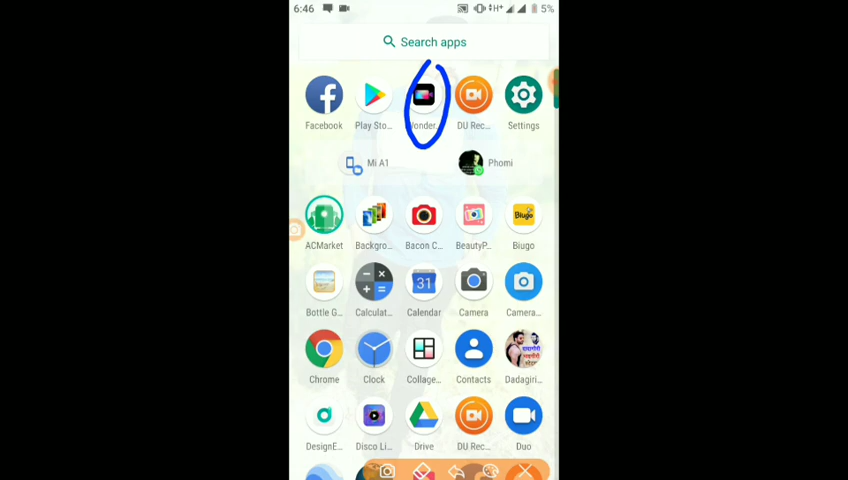 6:46 H+ 5%
Search apps
Facebook Play Sto... Wonder... DU Rec... Settings
Mi A1 Phomi
31
ACMarket Backgro... Bacon C... BeautyP... Biugo
Bottle G... Calculat... Calendar Camera Camera...
Chrome Clock Collage... Contacts Dadagiri...
DesignE... Disco Li... Drive DU Rec... Duo